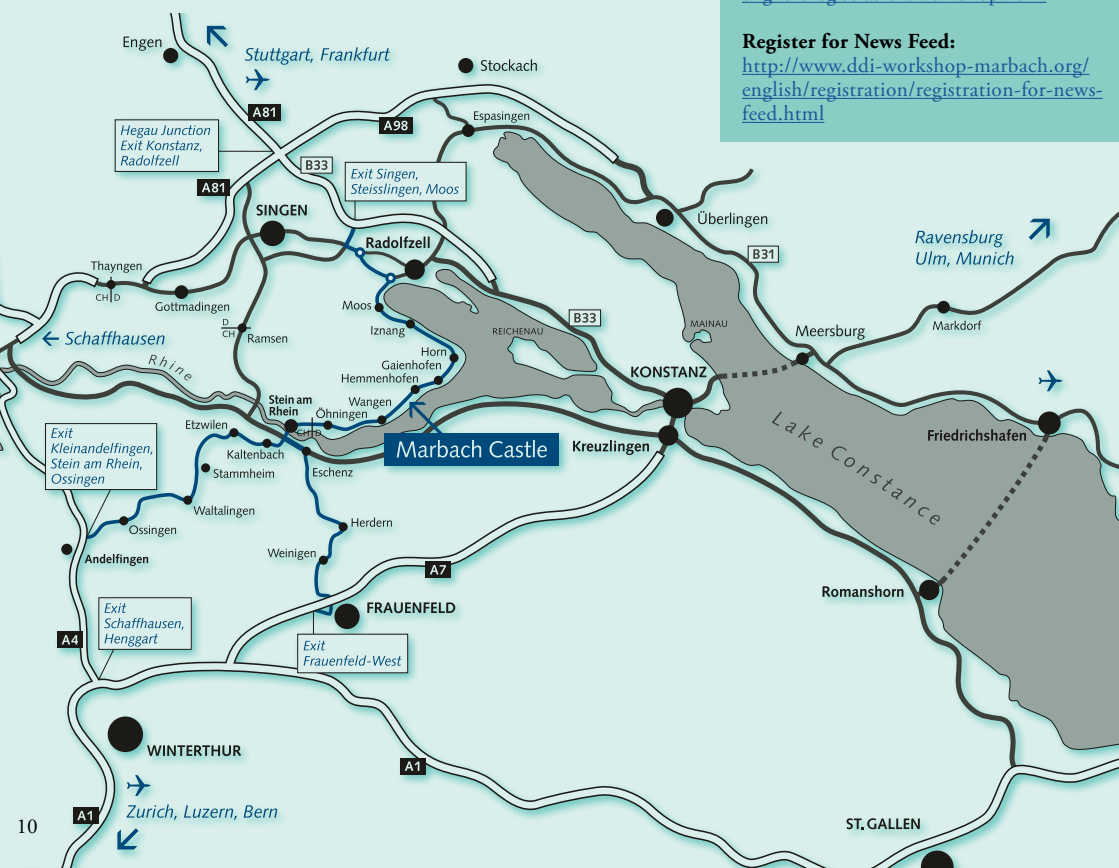 Register for News Feed:
http://www.ddi-workshop-marbach.org/
english/registration/registration-for-news-
feed.html
Engen
Stuttgart, Frankfurt
Stockach
A81
A98
Espasingen
Hegau Junction
Exit Konstanz,
Radolfzell
B33
Exit Singen,
Steisslingen, Moos
A81
SINGEN
Radolfzell
Überlingen
Ravensburg
Ulm, Munich
B31
Thayngen
CH D
Gottmadingen
Moos
Iznang
REICHENAU
B33
MAINAU
Meersburg
Markdorf
D
CH
Ramsen
Schaffhausen
Rhine
Horn
Gaienhofen
Hemmenhofen
KONSTANZ
Wangen
Stein am
Rhein
Öhningen
CH D
Etzwilen
Kaltenbach
Marbach Castle
Kreuzlingen
Lake Constance
Friedrichshafen
Exit
Kleinandelfingen,
Stein am Rhein,
Ossingen
Stammheim
Eschenz
Waltalingen
Ossingen
Herdern
Andelfingen
Weinigen
A7
Romanshorn
Exit
Schaffhausen,
Henggart
FRAUENFELD
A4
Exit
Frauenfeld-West
WINTERTHUR
A1
Zurich, Luzern, Bern
A1
10
ST. GALLEN